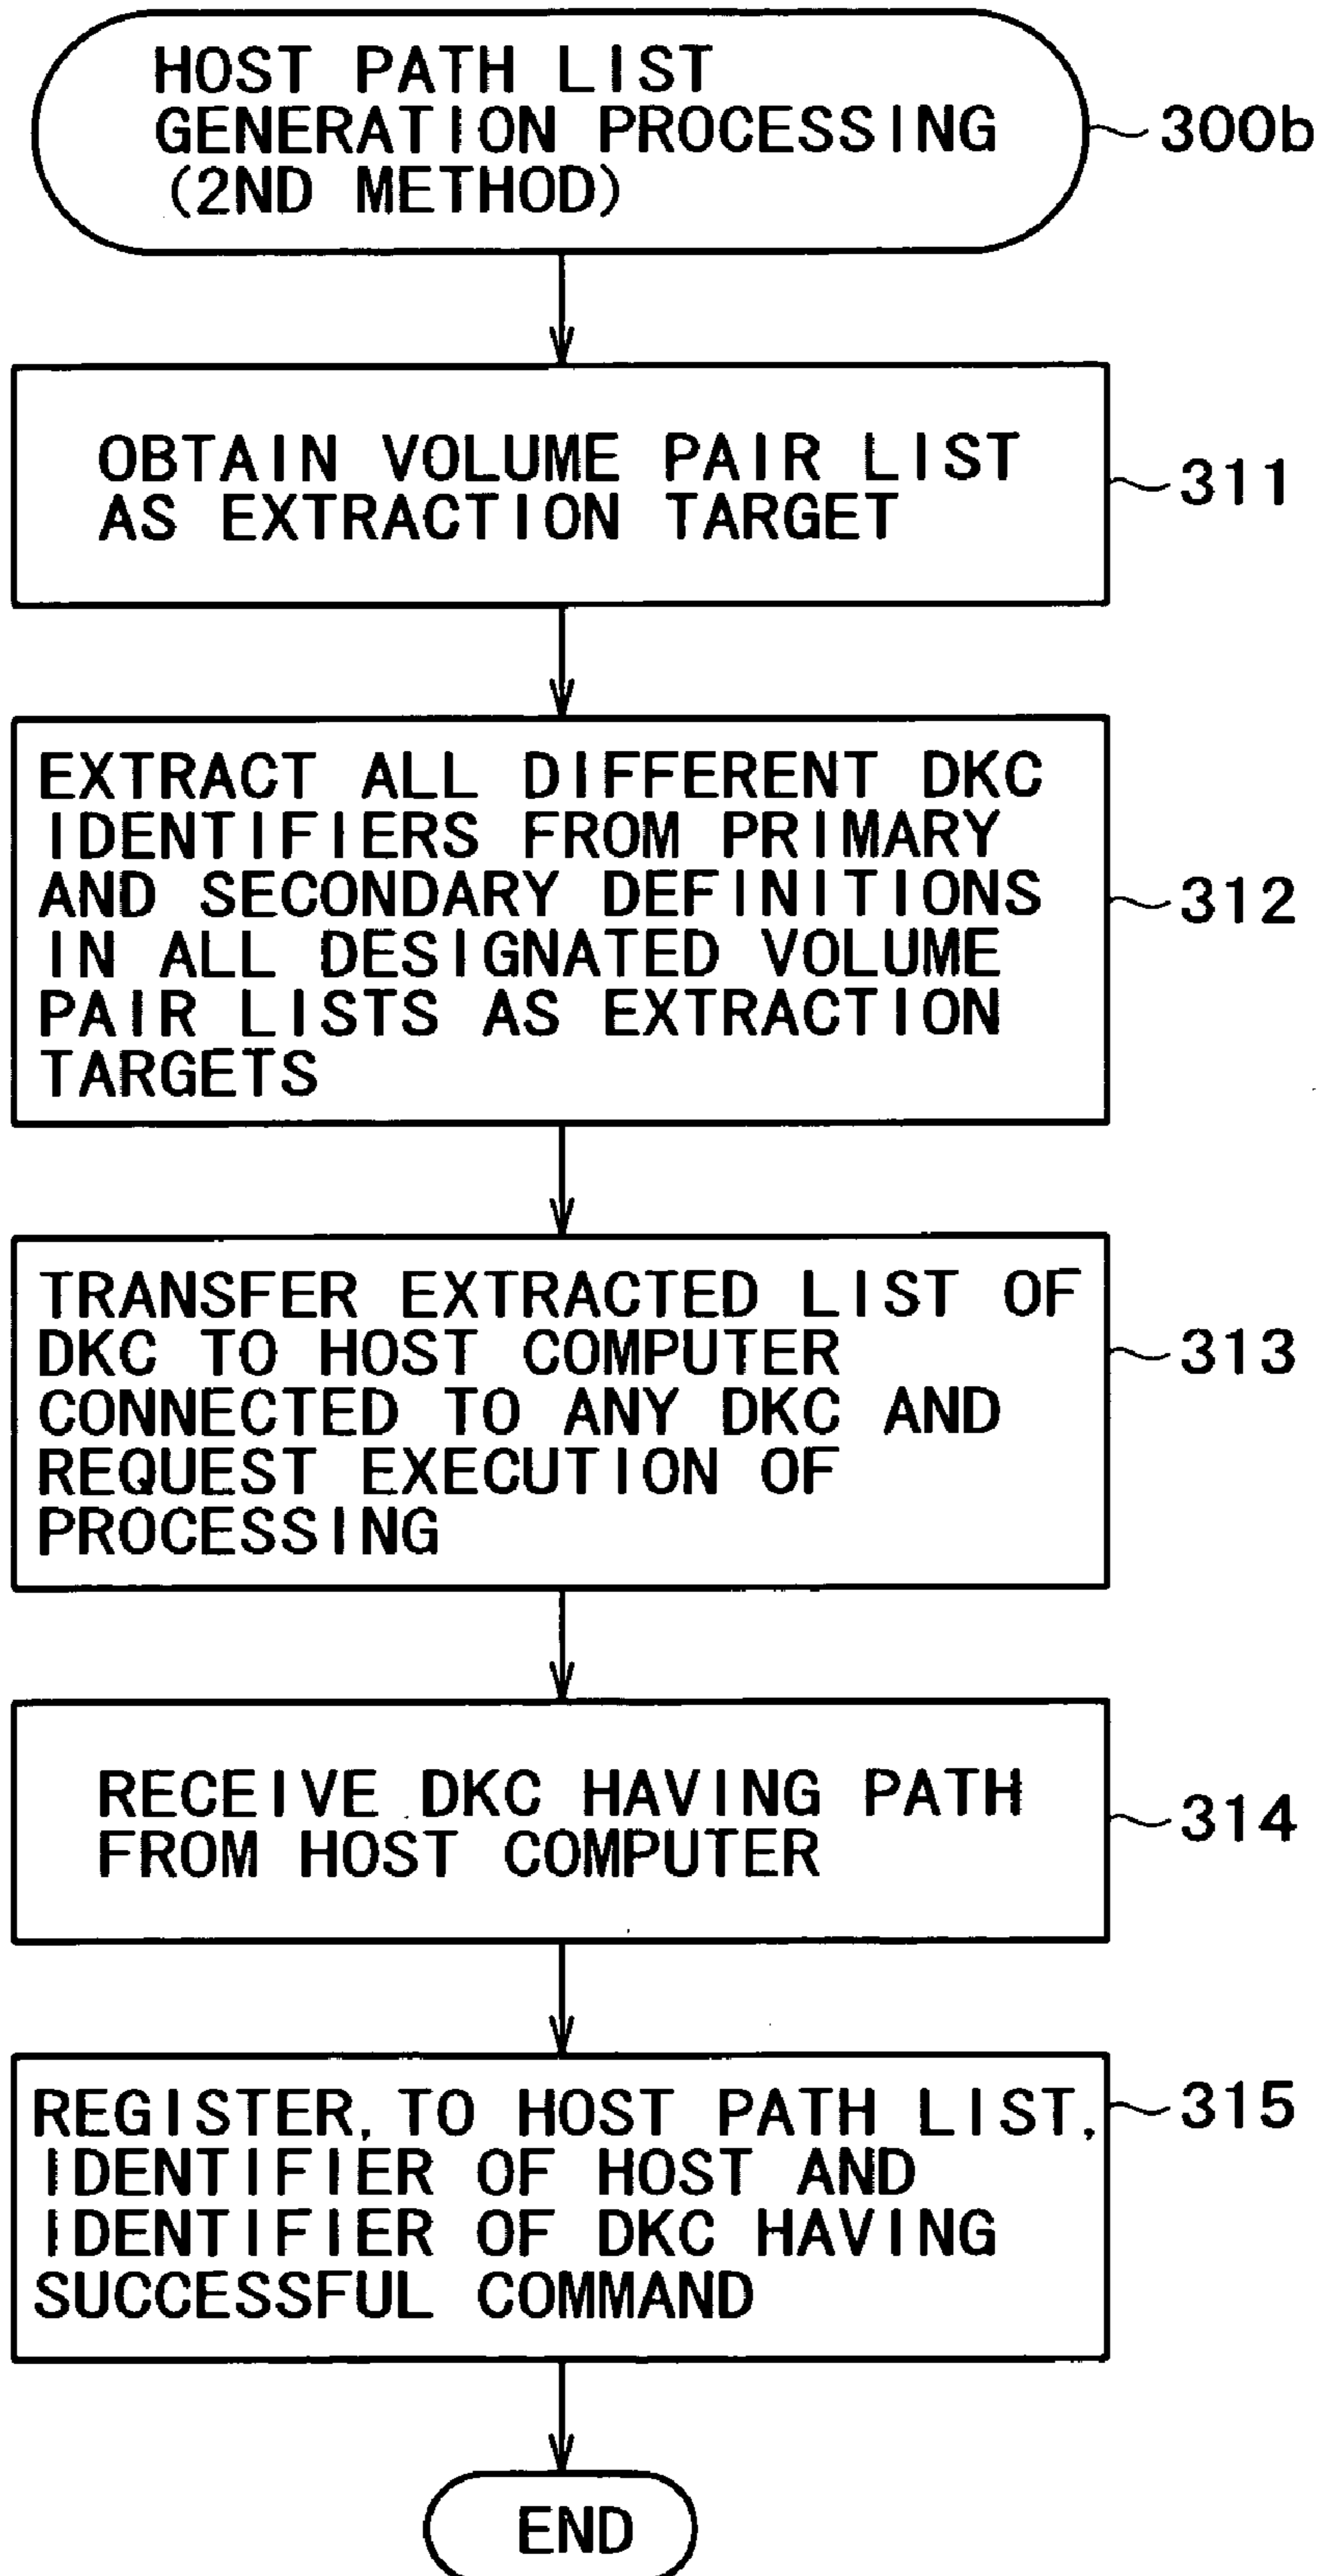 HOST PATH LIST
GENERATION PROCESSING
(2ND METHOD)
300b
OBTAIN VOLUME PAIR LIST
AS EXTRACTION TARGET
311
EXTRACT ALL DIFFERENT DKC
IDENTIFIERS FROM PRIMARY
AND SECONDARY DEFINITIONS
IN ALL DESIGNATED VOLUME
PAIR LISTS AS EXTRACTION
TARGETS
312
TRANSFER EXTRACTED LIST OF
DKC TO HOST COMPUTER
CONNECTED TO ANY DKC AND
REQUEST EXECUTION OF
PROCESSING
313
RECEIVE DKC HAVING PATH
FROM HOST COMPUTER
314
REGISTER, TO HOST PATH LIST,
IDENTIFIER OF HOST AND
IDENTIFIER OF DKC HAVING
SUCCESSFUL COMMAND
315
END